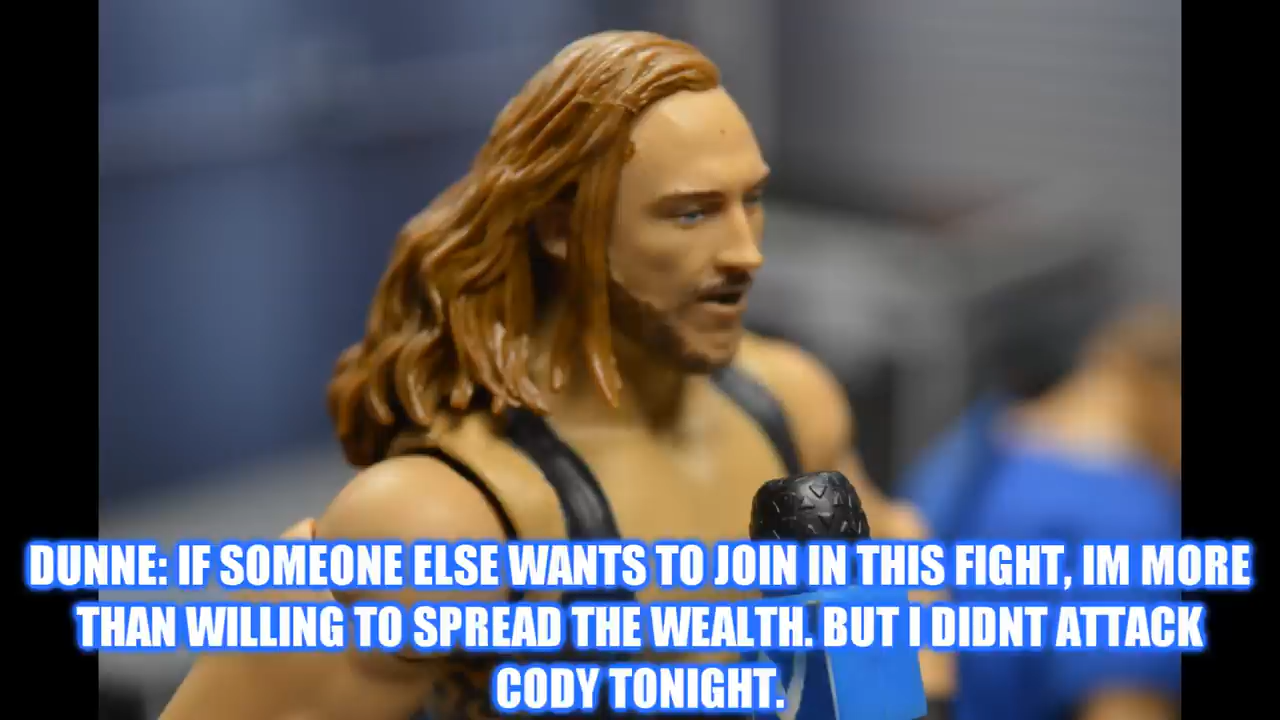 DUNNE: IF SOMEONE ELSE WANTS TO JOIN IN THIS FIGHT, IM MORE
THAN WILLING TO SPREAD THE WEALTH. BUT I DIDNT ATTACK
CODY TONIGHT.